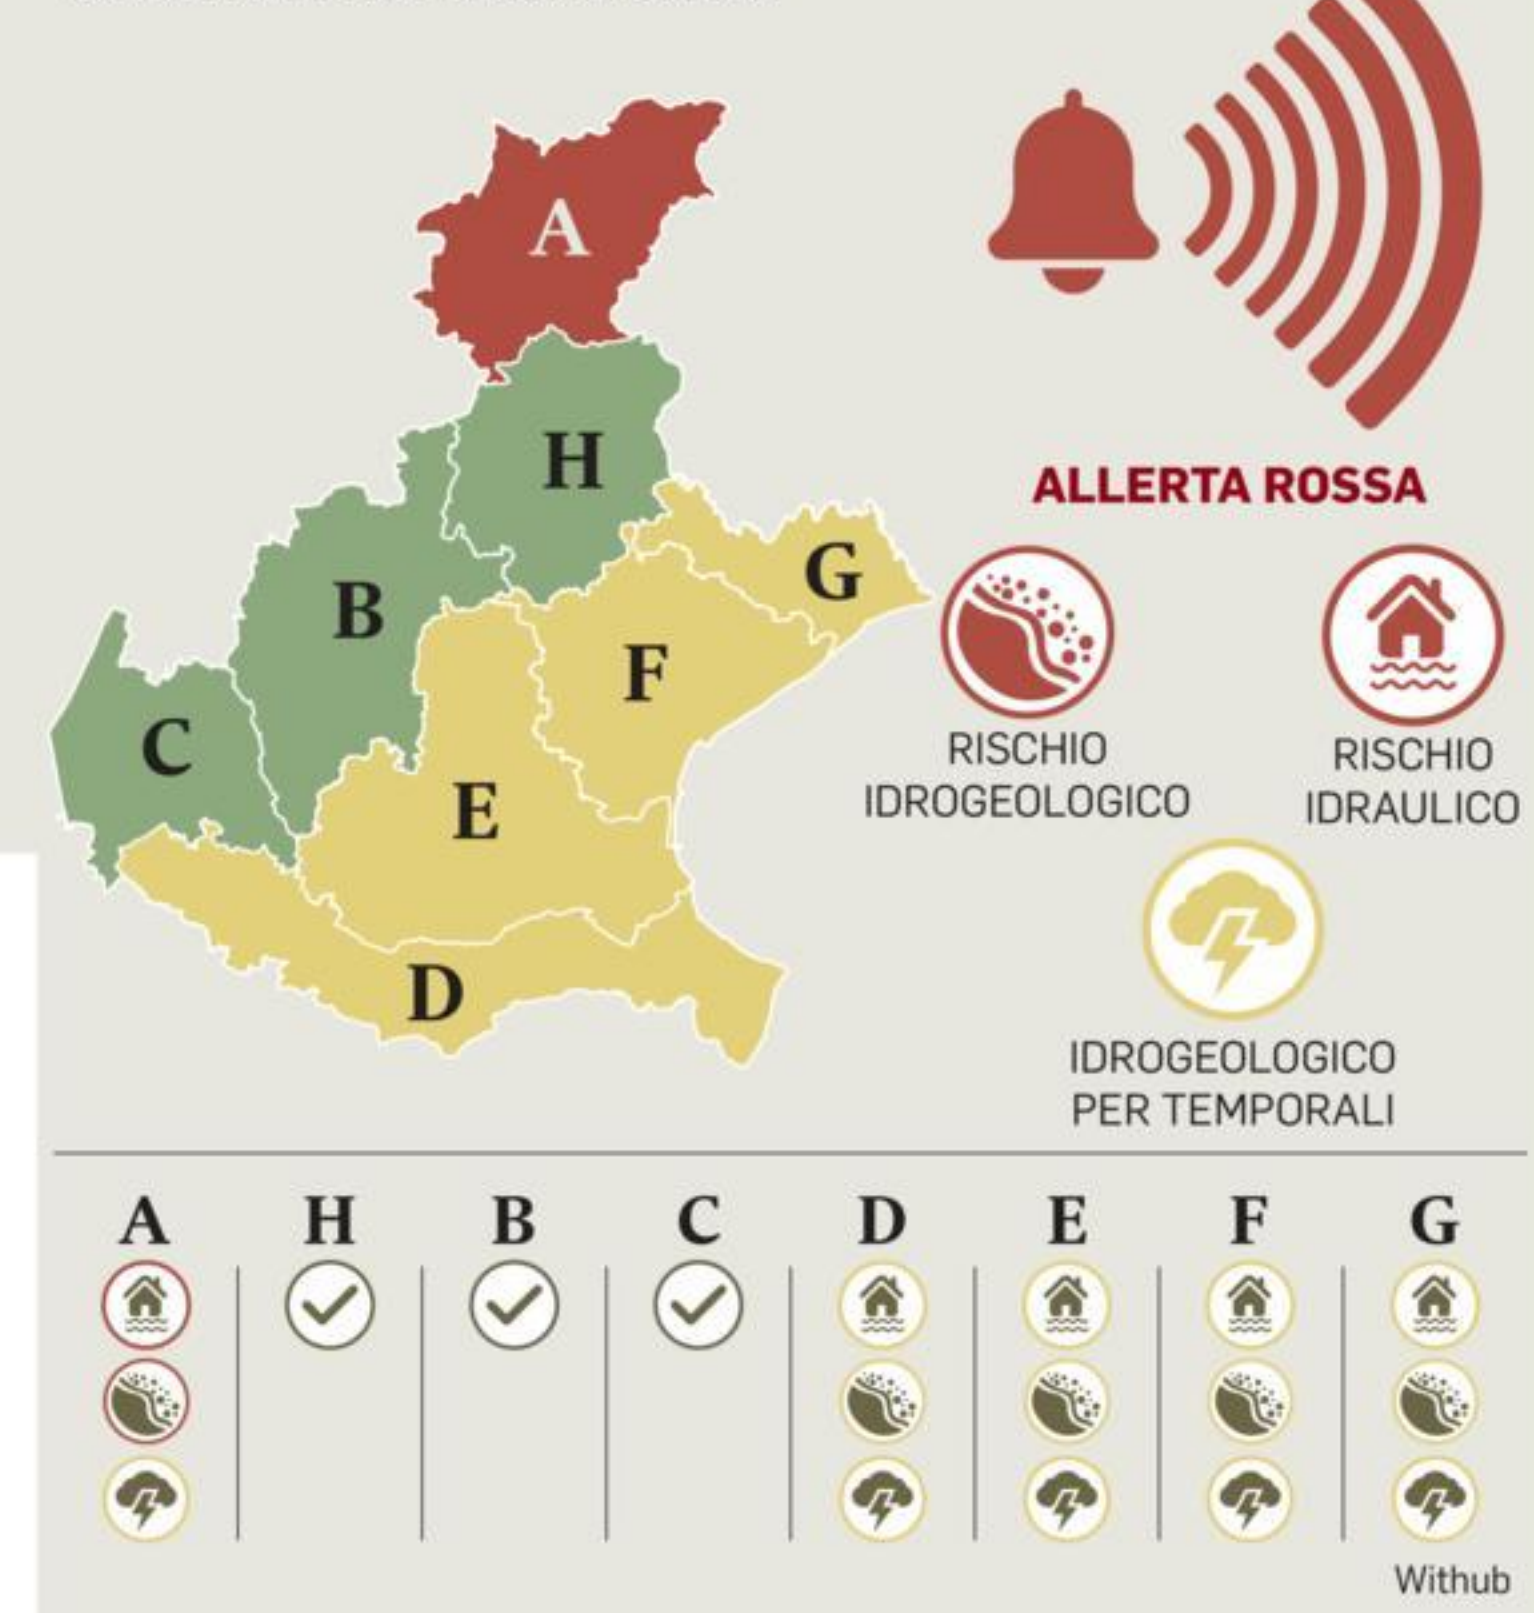 A
H
B
G
F
C
E
D
ALLERTA ROSSA
RISCHIO
IDROGEOLOGICO
RISCHIO
IDRAULICO
IDROGEOLOGICO
PER TEMPORALI
A H B C D E F G
Withub